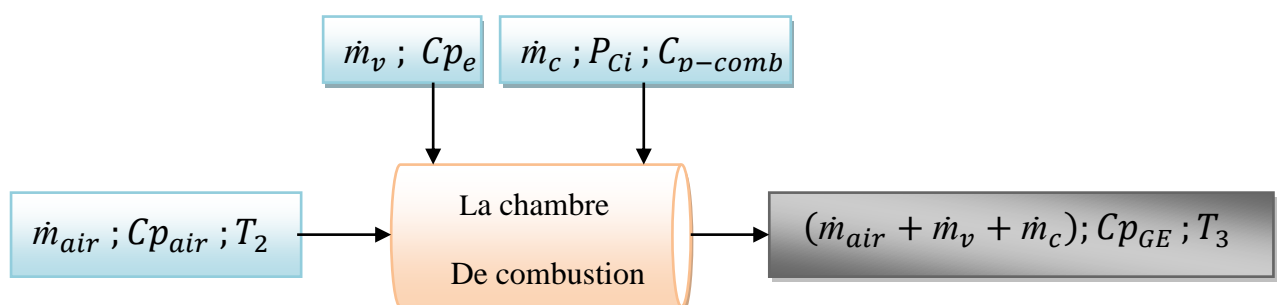 ṁ_v ; Cp_e
ṁ_c ; P_Ci ; C_p−comb
ṁ_air ; Cp_air ; T_2
La chambre
De combustion
(ṁ_air + ṁ_v + ṁ_c); Cp_GE ; T_3